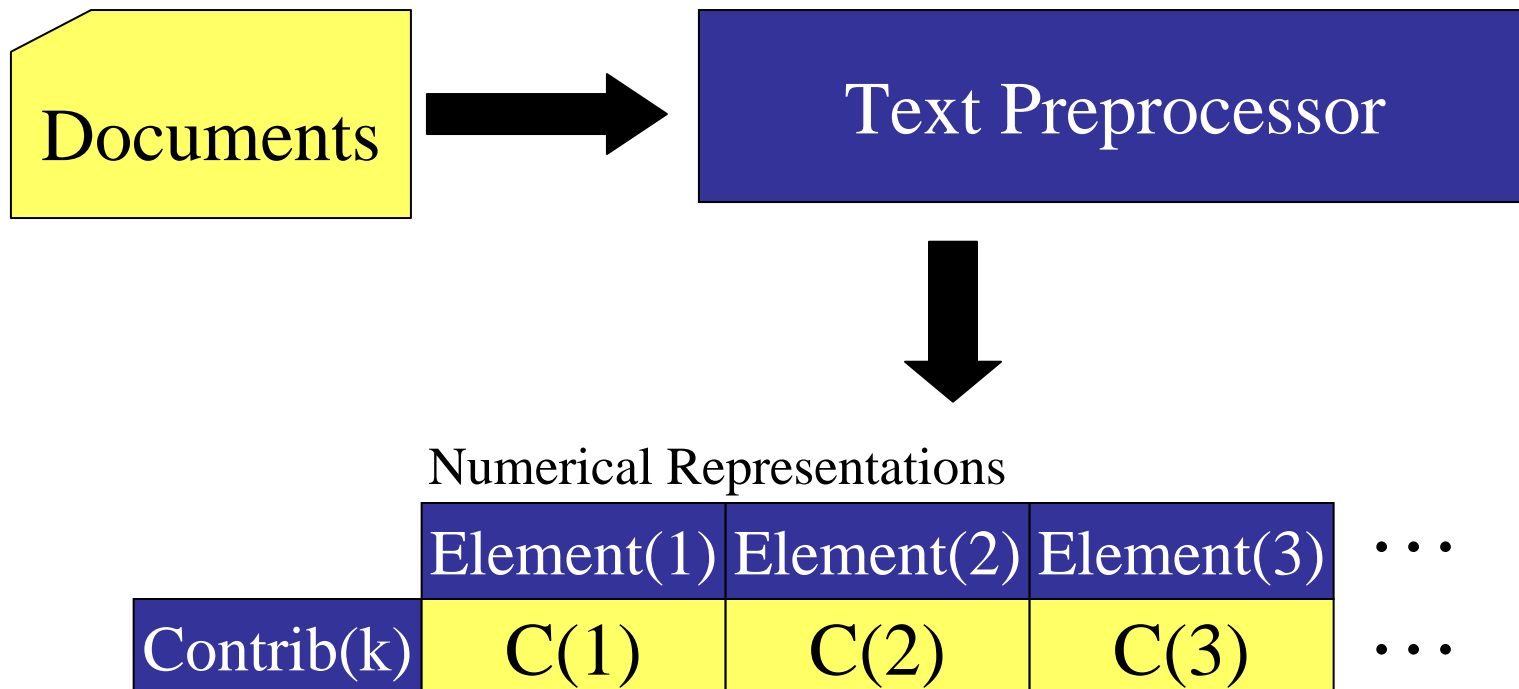 Documents
Text Preprocessor
Numerical Representations
Element(1) Element(2) Element(3) ...
Contrib(k) C(1) C(2) C(3) ...